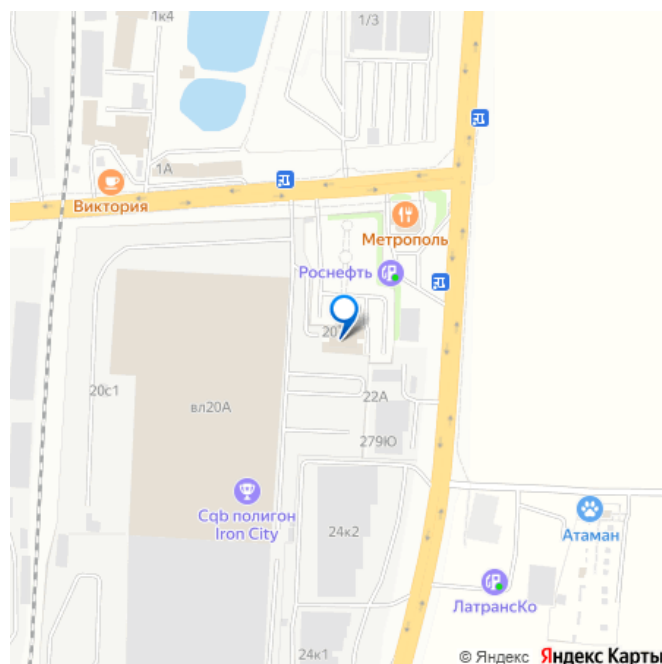 1к4
1/3
1А
Виктория
Метрополь
Роснефть
20с1
вл20А
22А
279Ю
Cqb полигон
Iron City
24к2
Атаман
ЛатрансКо
24к1
© Яндекс Яндекс Карты